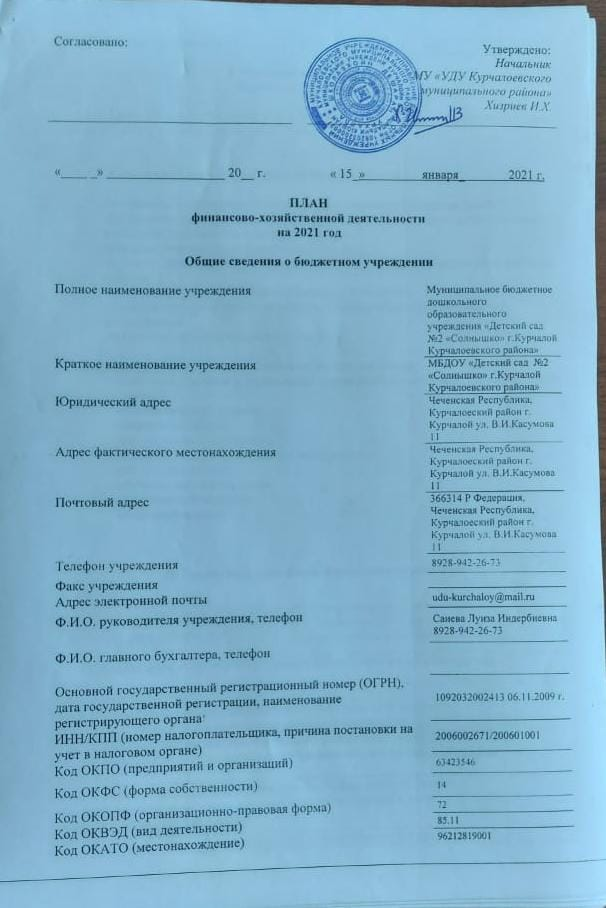 Согласовано:
Утверждено:
Начальник
МУ «УДУ Курчалоевского
муниципального района»
Хизриев И.Х.
«____ _» ____________________ 20__ г.
« 15_»_________января_________2021 г.
ПЛАН
финансово-хозяйственной деятельности
на 2021 год
Общие сведения о бюджетном учреждении
Полное наименование учреждения
Муниципальное бюджетное
дошкольного
образовательного
учреждения «Детский сад
№2 «Солнышко» г.Курчалой
Курчалоевского района»
Краткое наименование учреждения
МБДОУ «Детский сад №2
«Солнышко» г.Курчалой
Курчалоевского района»
Юридический адрес
Чеченская Республика,
Курчалоеский район г.
Курчалой ул. В.И.Касумова
11
Адрес фактического местонахождения
Чеченская Республика,
Курчалоеский район г.
Курчалой ул. В.И.Касумова
11
Почтовый адрес
366314 Р Федерация,
Чеченская Республика,
Курчалоеский район г.
Курчалой ул. В.И.Касумова
11
Телефон учреждения
8928-942-26-73
Факс учреждения
Адрес электронной почты
udu-kurchaloy@mail.ru
Ф.И.О. руководителя учреждения, телефон
Саиева Луиза Индербиевна
8928-942-26-73
Ф.И.О. главного бухгалтера, телефон
Основной государственный регистрационный номер (ОГРН),
дата государственной регистрации, наименование
регистрирующего органа
1092032002413 06.11.2009 г.
ИНН/КПП (номер налогоплательщика, причина постановки на
учет в налоговом органе)
2006002671/200601001
Код ОКПО (предприятий и организаций)
63423546
Код ОКФС (форма собственности)
14
Код ОКОПФ (организационно-правовая форма)
72
Код ОКВЭД (вид деятельности)
85.11
Код ОКАТО (местонахождение)
96212819001